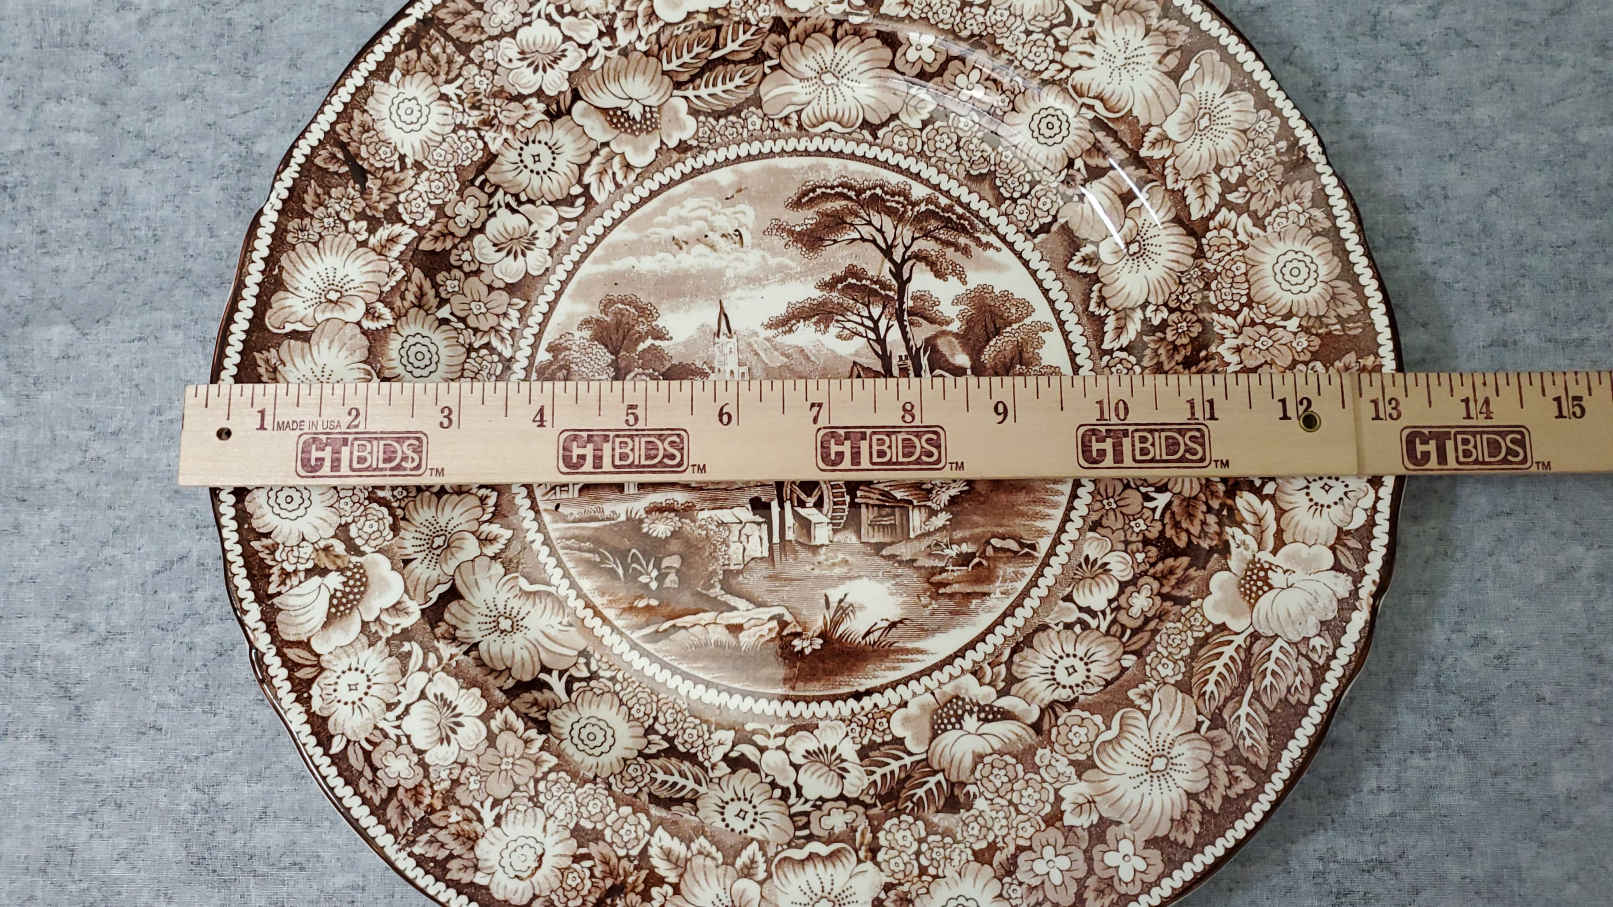 1 2 3 4 5 6 7 8 9 10 11 12 13 14 15
MADE IN USA
CTBIDS™ CTBIDS™ CTBIDS™ CTBIDS™ CTBIDS™